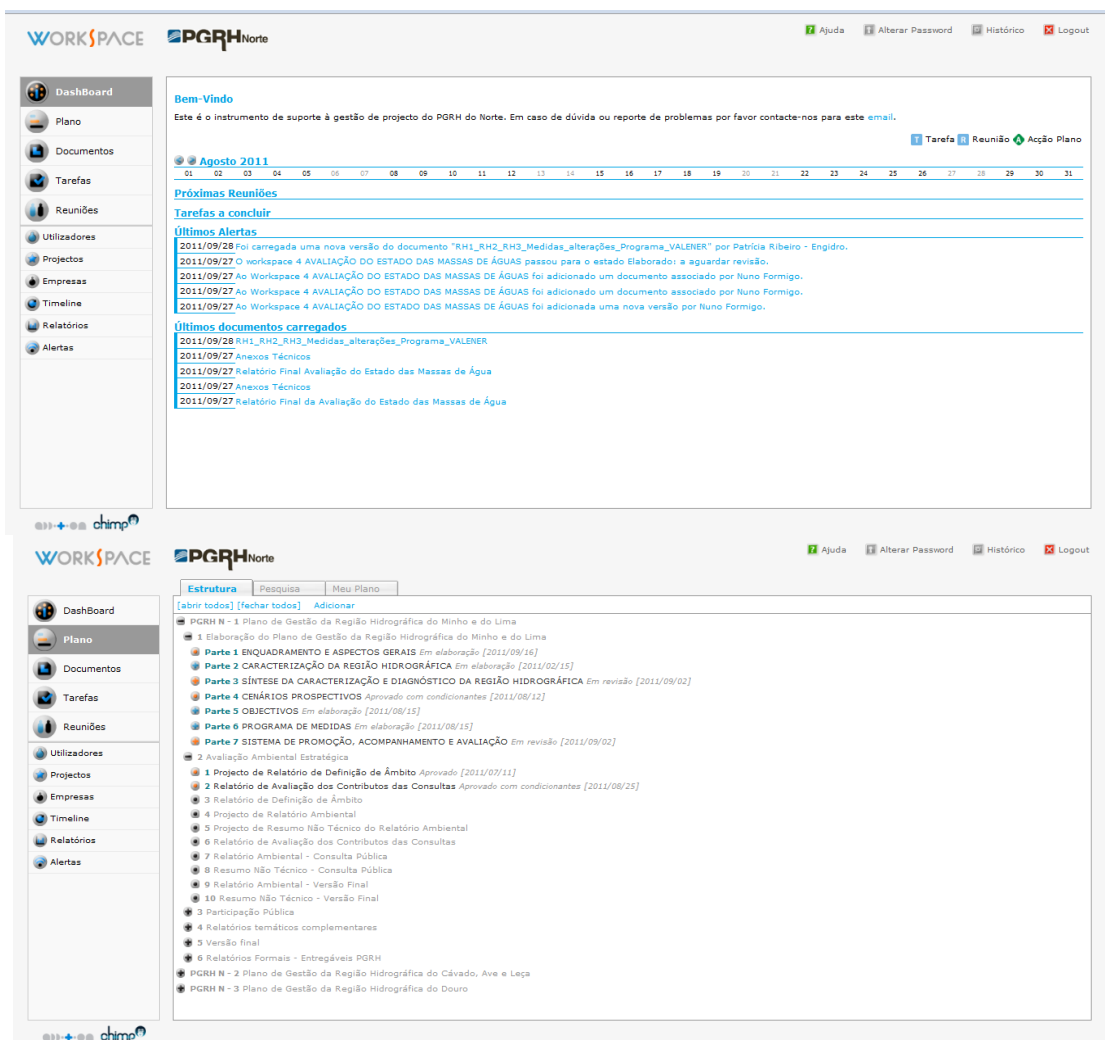 WORKSPACE PGRH Norte Ajuda Alterar Password Histórico Logout
DashBoard
Plano
Documentos
Tarefas
Reuniões
Utilizadores
Projectos
Empresas
Timeline
Relatórios
Alertas
Bem-Vindo
Este é o instrumento de suporte à gestão de projecto do PGRH do Norte. Em caso de dúvida ou reporte de problemas por favor contacte-nos para este email.
T Tarefa R Reunião A Acção Plano
Agosto 2011
01 02 03 04 05 06 07 08 09 10 11 12 13 14 15 16 17 18 19 20 21 22 23 24 25 26 27 28 29 30 31
Próximas Reuniões
Tarefas a concluir
Últimos Alertas
2011/09/28 Foi carregada uma nova versão do documento "RH1_RH2_RH3_Medidas_alterações_Programa_VALENER" por Patrícia Ribeiro - Engidro.
2011/09/27 O workspace 4 AVALIAÇÃO DO ESTADO DAS MASSAS DE ÁGUAS passou para o estado Elaborado: a aguardar revisão.
2011/09/27 Ao Workspace 4 AVALIAÇÃO DO ESTADO DAS MASSAS DE ÁGUAS foi adicionado um documento associado por Nuno Formigo.
2011/09/27 Ao Workspace 4 AVALIAÇÃO DO ESTADO DAS MASSAS DE ÁGUAS foi adicionado um documento associado por Nuno Formigo.
2011/09/27 Ao Workspace 4 AVALIAÇÃO DO ESTADO DAS MASSAS DE ÁGUAS foi adicionada uma nova versão por Nuno Formigo.
Últimos documentos carregados
2011/09/28 RH1_RH2_RH3_Medidas_alterações_Programa_VALENER
2011/09/27 Anexos Técnicos
2011/09/27 Relatório Final Avaliação do Estado das Massas de Água
2011/09/27 Anexos Técnicos
2011/09/27 Relatório Final da Avaliação do Estado das Massas de Água
chimp
WORKSPACE PGRH Norte Ajuda Alterar Password Histórico Logout
DashBoard
Plano
Documentos
Tarefas
Reuniões
Utilizadores
Projectos
Empresas
Timeline
Relatórios
Alertas
Estrutura Pesquisa Meu Plano
[abrir todos] [fechar todos] Adicionar
PGRH N - 1 Plano de Gestão da Região Hidrográfica do Minho e do Lima
1 Elaboração do Plano de Gestão da Região Hidrográfica do Minho e do Lima
Parte 1 ENQUADRAMENTO E ASPECTOS GERAIS Em elaboração [2011/09/16]
Parte 2 CARACTERIZAÇÃO DA REGIÃO HIDROGRÁFICA Em elaboração [2011/02/15]
Parte 3 SÍNTESE DA CARACTERIZAÇÃO E DIAGNÓSTICO DA REGIÃO HIDROGRÁFICA Em revisão [2011/09/02]
Parte 4 CENÁRIOS PROSPECTIVOS Aprovado com condicionantes [2011/08/12]
Parte 5 OBJECTIVOS Em elaboração [2011/08/15]
Parte 6 PROGRAMA DE MEDIDAS Em elaboração [2011/08/15]
Parte 7 SISTEMA DE PROMOÇÃO, ACOMPANHAMENTO E AVALIAÇÃO Em revisão [2011/09/02]
2 Avaliação Ambiental Estratégica
1 Projecto de Relatório de Definição de Âmbito Aprovado [2011/07/11]
2 Relatório de Avaliação dos Contributos das Consultas Aprovado com condicionantes [2011/08/25]
3 Relatório de Definição de Âmbito
4 Projecto de Relatório Ambiental
5 Projecto de Resumo Não Técnico do Relatório Ambiental
6 Relatório de Avaliação dos Contributos das Consultas
7 Relatório Ambiental - Consulta Pública
8 Resumo Não Técnico - Consulta Pública
9 Relatório Ambiental - Versão Final
10 Resumo Não Técnico - Versão Final
3 Participação Pública
4 Relatórios temáticos complementares
5 Versão final
6 Relatórios Formais - Entregáveis PGRH
PGRH N - 2 Plano de Gestão da Região Hidrográfica do Cávado, Ave e Leça
PGRH N - 3 Plano de Gestão da Região Hidrográfica do Douro
chimp